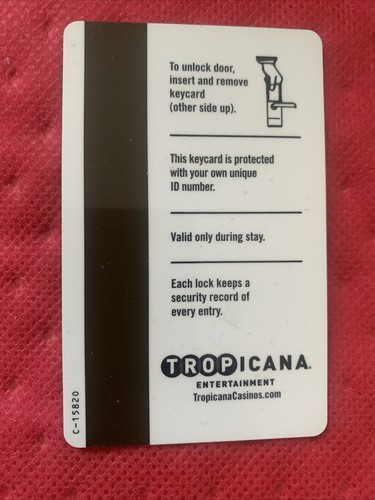 To unlock door,
insert and remove
keycard
(other side up).
This keycard is protected
with your own unique
ID number.
Valid only during stay.
Each lock keeps a
security record of
every entry.
TROPICANA®
ENTERTAINMENT
TropicanaCasinos.com
C-15820